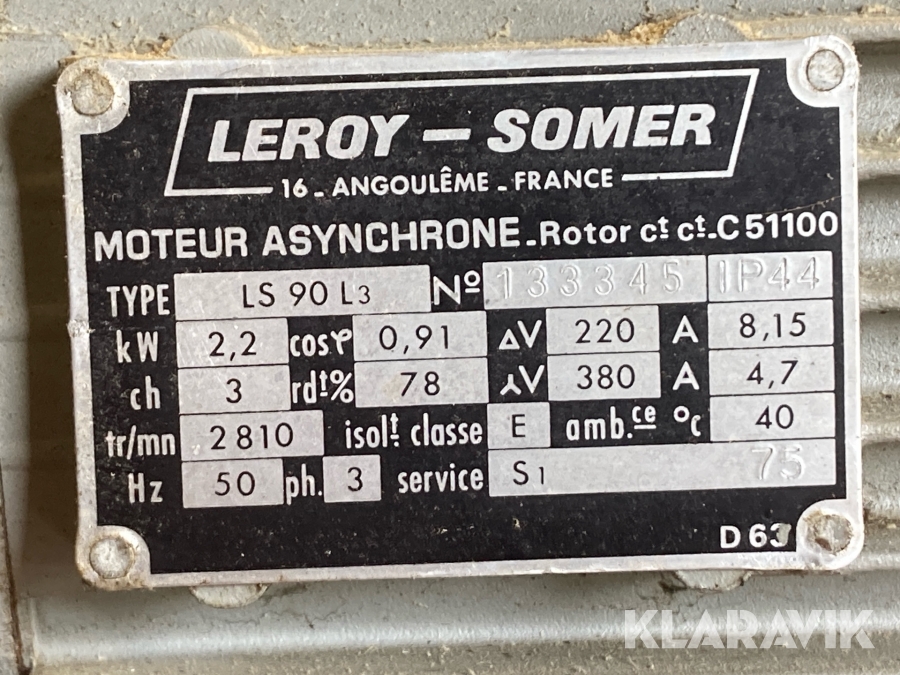 LEROY – SOMER
16 - ANGOULÊME - FRANCE
MOTEUR ASYNCHRONE - Rotor cᵗ cᵗ - C 51100
TYPE LS 90 L3 Nº 133345 IP44
kW 2,2 cosφ 0,91 ΔV 220 A 8,15
ch 3 rdᵗ% 78 ⅄V 380 A 4,7
tr/mn 2810 isolᵗ classe E amb.ᶜᵉ °C 40
Hz 50 ph. 3 service S1 75
D 63
KLARAVIK